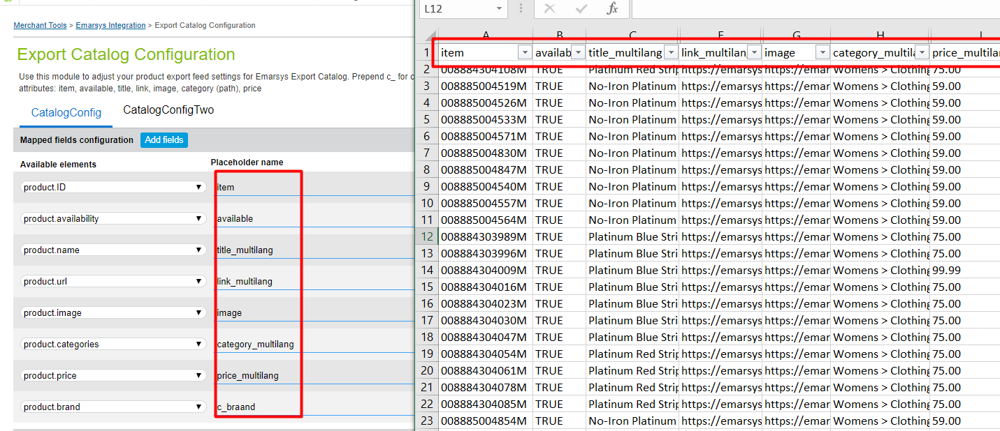 Merchant Tools > Emarsys Integration > Export Catalog Configuration
Export Catalog Configuration
Use this module to adjust your product export feed settings for Emarsys Export Catalog. Prepend c_ for c
attributes: item, available, title, link, image, category (path), price
CatalogConfig CatalogConfigTwo
Mapped fields configuration Add fields
Available elements Placeholder name
product.ID item
product.availability available
product.name title_multilang
product.url link_multilang
product.image image
product.categories category_multilang
product.price price_multilang
product.brand c_braand
L12 fx
A B C F G H
1 item availab title_multilang link_multilan image category_multila price_multilan
2 008884304108M TRUE Platinum Red Strip https://emarsys https://emar Womens > Clothing 75.00
3 008885004519M TRUE No-Iron Platinum https://emarsys https://emar Womens > Clothing 59.00
4 008885004526M TRUE No-Iron Platinum https://emarsys https://emar Womens > Clothing 59.00
5 008885004533M TRUE No-Iron Platinum https://emarsys https://emar Womens > Clothing 59.00
6 008885004571M TRUE No-Iron Platinum https://emarsys https://emar Womens > Clothing 59.00
7 008885004830M TRUE No-Iron Platinum https://emarsys https://emar Womens > Clothing 59.00
8 008885004847M TRUE No-Iron Platinum https://emarsys https://emar Womens > Clothing 59.00
9 008885004540M TRUE No-Iron Platinum https://emarsys https://emar Womens > Clothing 59.00
10 008885004557M TRUE No-Iron Platinum https://emarsys https://emar Womens > Clothing 59.00
11 008885004564M TRUE No-Iron Platinum https://emarsys https://emar Womens > Clothing 59.00
12 008884303989M TRUE Platinum Blue Stri https://emarsys https://emar Womens > Clothing 75.00
13 008884303996M TRUE Platinum Blue Stri https://emarsys https://emar Womens > Clothing 75.00
14 008884304009M TRUE Platinum Blue Stri https://emarsys https://emar Womens > Clothing 99.99
15 008884304016M TRUE Platinum Blue Stri https://emarsys https://emar Womens > Clothing 75.00
16 008884304023M TRUE Platinum Blue Stri https://emarsys https://emar Womens > Clothing 75.00
17 008884304030M TRUE Platinum Blue Stri https://emarsys https://emar Womens > Clothing 75.00
18 008884304047M TRUE Platinum Blue Stri https://emarsys https://emar Womens > Clothing 75.00
19 008884304054M TRUE Platinum Red Strip https://emarsys https://emar Womens > Clothing 75.00
20 008884304061M TRUE Platinum Red Strip https://emarsys https://emar Womens > Clothing 75.00
21 008884304078M TRUE Platinum Red Strip https://emarsys https://emar Womens > Clothing 75.00
22 008884304085M TRUE Platinum Red Strip https://emarsys https://emar Womens > Clothing 75.00
23 008885004854M TRUE No-Iron Platinum https://emarsys https://emar Womens > Clothing 59.00